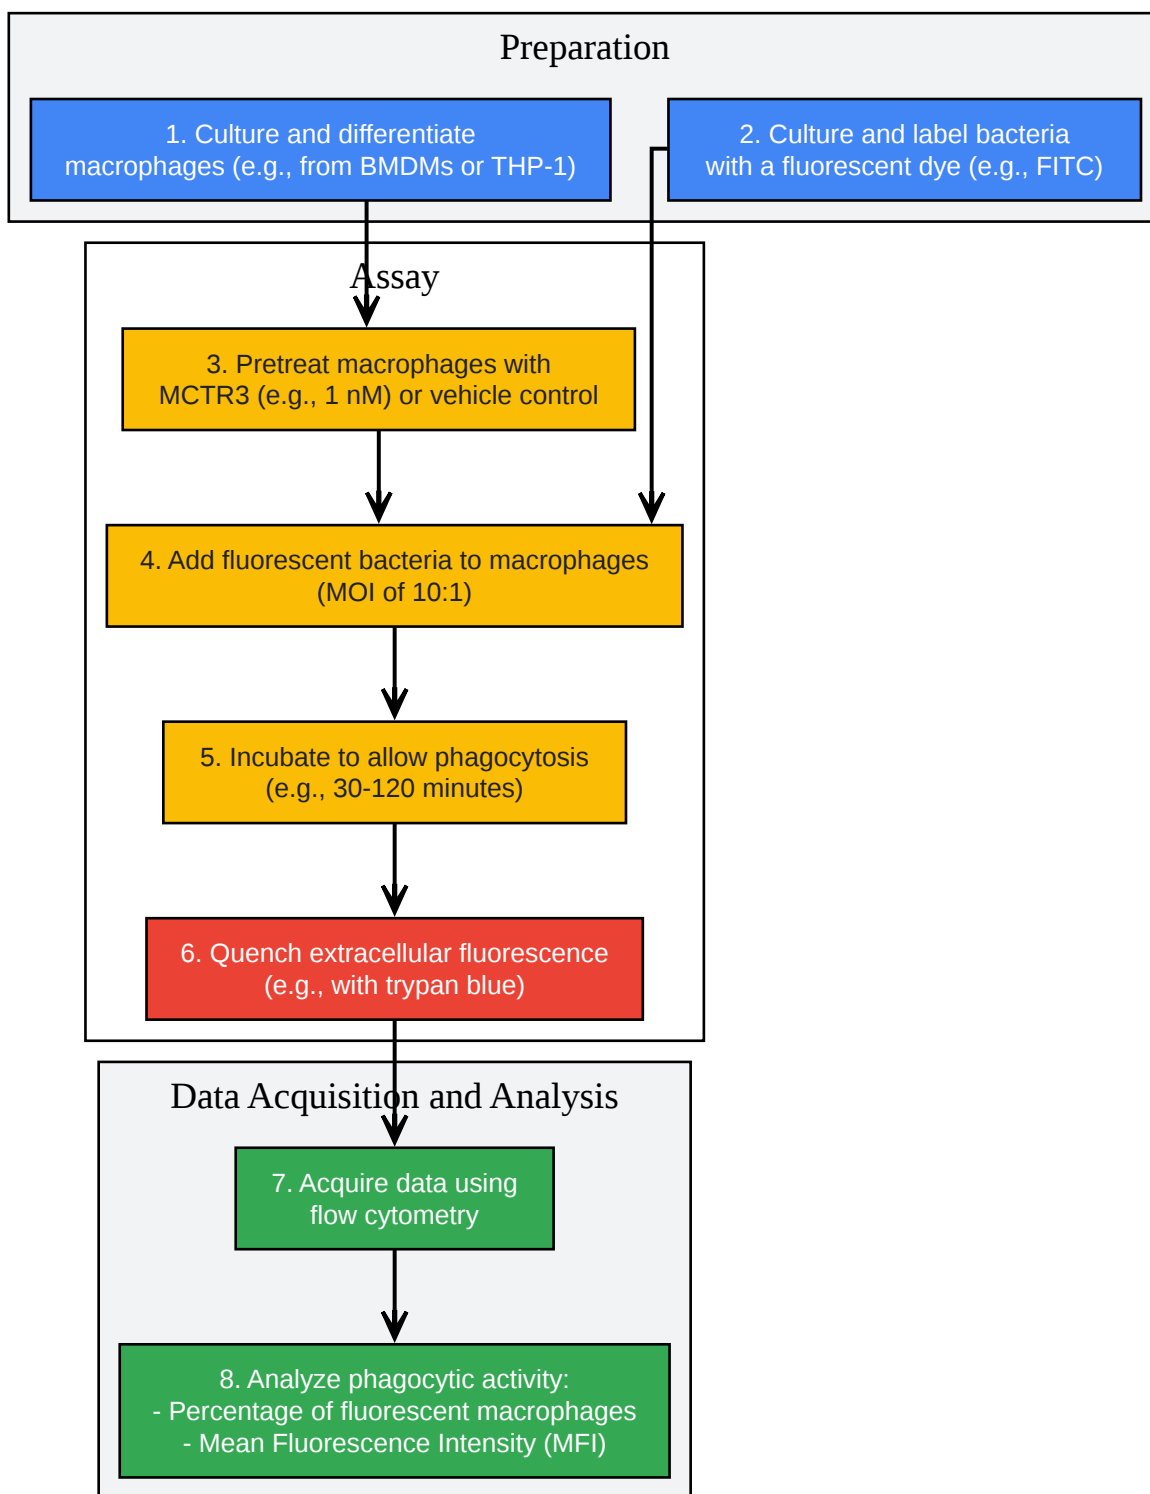 Preparation
1. Culture and differentiate
macrophages (e.g., from BMDMs or THP-1)
2. Culture and label bacteria
with a fluorescent dye (e.g., FITC)
Assay
3. Pretreat macrophages with
MCTR3 (e.g., 1 nM) or vehicle control
4. Add fluorescent bacteria to macrophages
(MOI of 10:1)
5. Incubate to allow phagocytosis
(e.g., 30-120 minutes)
6. Quench extracellular fluorescence
(e.g., with trypan blue)
Data Acquisition and Analysis
7. Acquire data using
flow cytometry
8. Analyze phagocytic activity:
- Percentage of fluorescent macrophages
- Mean Fluorescence Intensity (MFI)